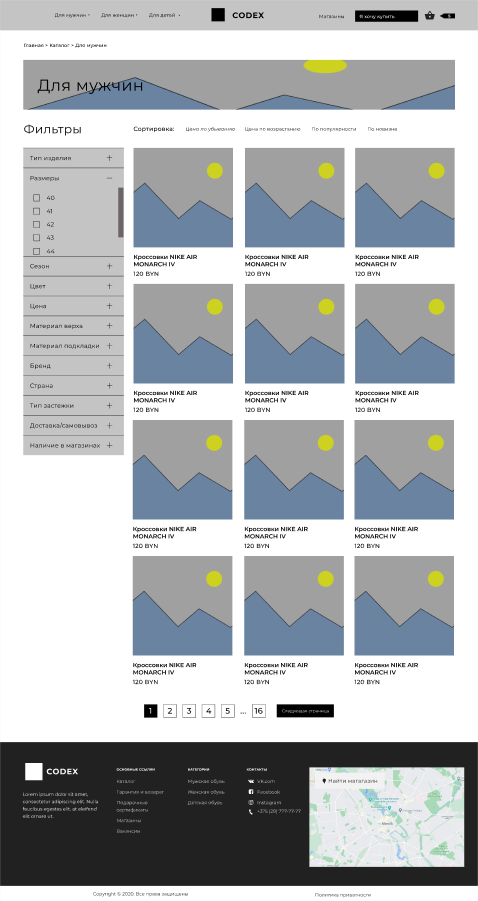 Для мужчин
Для женщин
Для детей
CODEX
Магазины
Я хочу купить
Главная > Каталог > Для мужчин
Для мужчин
Фильтры
Сортировка:
Цена по убыванию
Цена по возрастанию
По популярности
По новизне
Тип изделия +
Размеры –
40
41
42
43
44
Сезон +
Цвет +
Цена +
Материал верха +
Материал подкладки +
Бренд +
Страна +
Тип застежки +
Доставка/самовывоз +
Наличие в магазинах +
Кроссовки NIKE AIR
MONARCH IV
120 BYN
Кроссовки NIKE AIR
MONARCH IV
120 BYN
Кроссовки NIKE AIR
MONARCH IV
120 BYN
Кроссовки NIKE AIR
MONARCH IV
120 BYN
Кроссовки NIKE AIR
MONARCH IV
120 BYN
Кроссовки NIKE AIR
MONARCH IV
120 BYN
Кроссовки NIKE AIR
MONARCH IV
120 BYN
Кроссовки NIKE AIR
MONARCH IV
120 BYN
Кроссовки NIKE AIR
MONARCH IV
120 BYN
Кроссовки NIKE AIR
MONARCH IV
120 BYN
Кроссовки NIKE AIR
MONARCH IV
120 BYN
Кроссовки NIKE AIR
MONARCH IV
120 BYN
1 2 3 4 5 ... 16
Следующая страница
CODEX
Lorem ipsum dolor sit amet,
consectetur adipiscing elit. Nulla
faucibus egestas elit, at eleifend
elit ornare ut.
ОСНОВНЫЕ ССЫЛКИ
Каталог
Гарантия и возврат
Подарочные
сертификаты
Магазины
Вакансии
КАТЕГОРИИ
Мужская обувь
Женская обувь
Детская обувь
КОНТАКТЫ
VK.com
Facebook
Instagram
+375 (29) 777-77-77
Найти магазин
Copyright © 2020. Все права защищены
Политика приватности